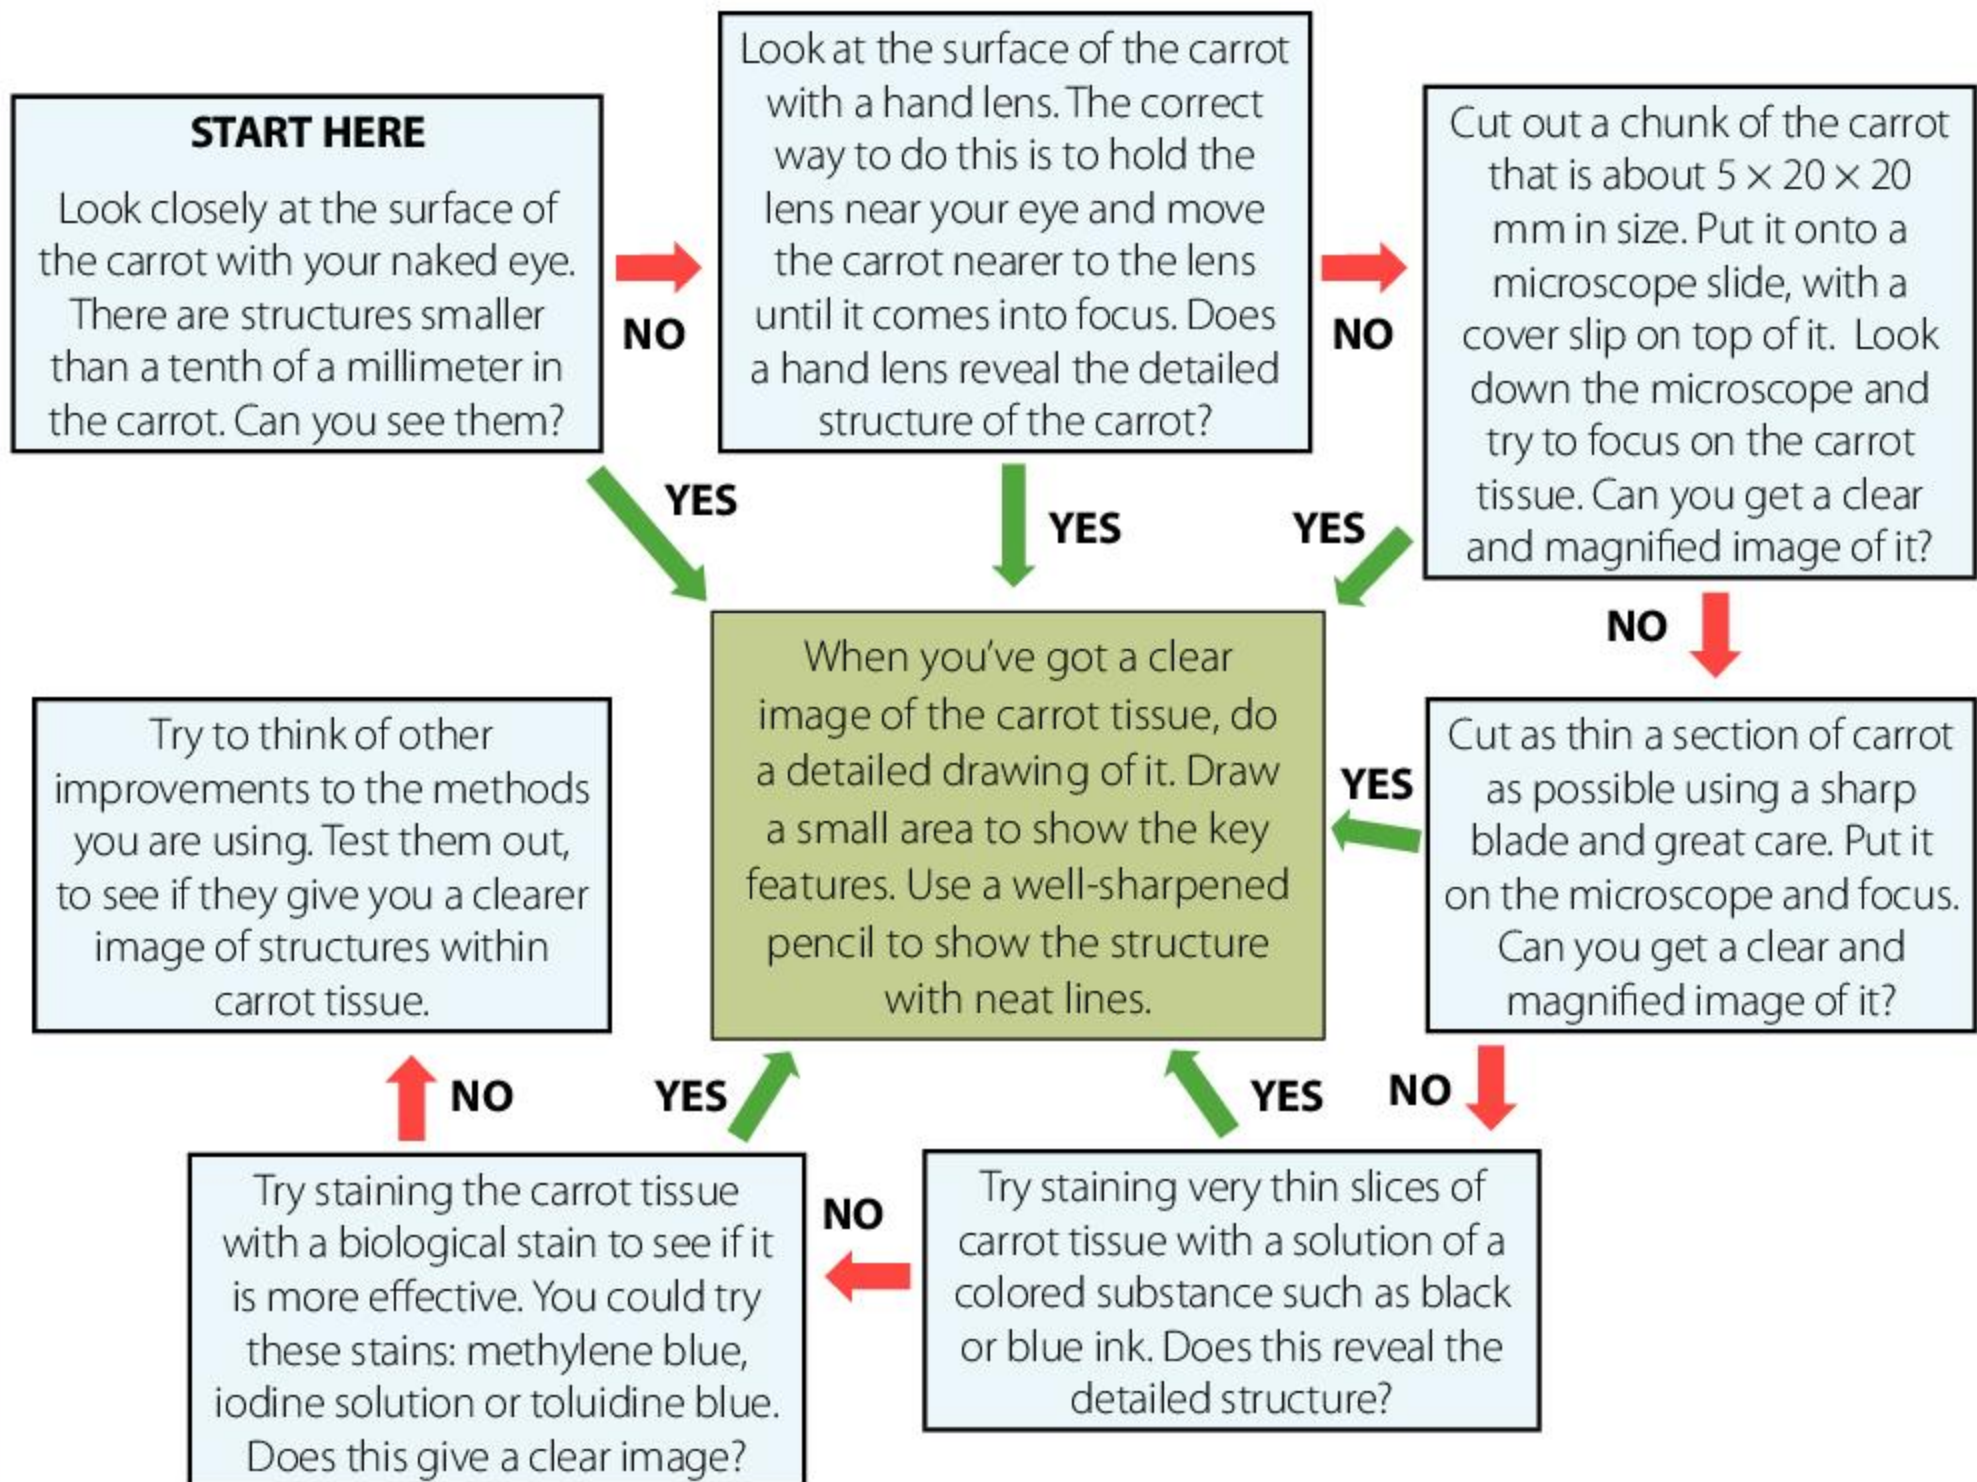 START HERE
Look closely at the surface of
the carrot with your naked eye.
There are structures smaller
than a tenth of a millimeter in
the carrot. Can you see them?
NO
YES
Look at the surface of the carrot
with a hand lens. The correct
way to do this is to hold the
lens near your eye and move
the carrot nearer to the lens
until it comes into focus. Does
a hand lens reveal the detailed
structure of the carrot?
NO
YES
Cut out a chunk of the carrot
that is about 5 × 20 × 20
mm in size. Put it onto a
microscope slide, with a
cover slip on top of it. Look
down the microscope and
try to focus on the carrot
tissue. Can you get a clear
and magnified image of it?
YES
NO
Cut as thin a section of carrot
as possible using a sharp
blade and great care. Put it
on the microscope and focus.
Can you get a clear and
magnified image of it?
YES
NO
Try staining very thin slices of
carrot tissue with a solution of a
colored substance such as black
or blue ink. Does this reveal the
detailed structure?
YES
NO
Try staining the carrot tissue
with a biological stain to see if it
is more effective. You could try
these stains: methylene blue,
iodine solution or toluidine blue.
Does this give a clear image?
YES
NO
Try to think of other
improvements to the methods
you are using. Test them out,
to see if they give you a clearer
image of structures within
carrot tissue.
When you've got a clear
image of the carrot tissue, do
a detailed drawing of it. Draw
a small area to show the key
features. Use a well-sharpened
pencil to show the structure
with neat lines.